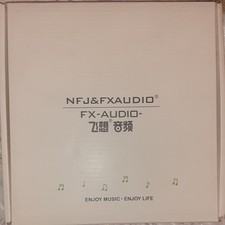 NFJ&FXAUDIO®
FX-AUDIO-
飞想®音频
ENJOY MUSIC · ENJOY LIFE